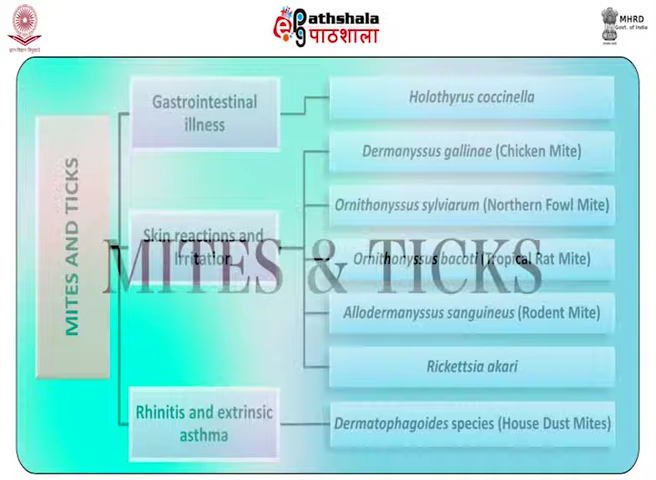 ePathshala
पाठशाला
MHRD
Govt. of India
Gastrointestinal
illness
Holothyrus coccinella
Dermanyssus gallinae (Chicken Mite)
Ornithonyssus sylviarum (Northern Fowl Mite)
Skin reactions and
Irritation
Ornithonyssus bacoti (Tropical Rat Mite)
MITES AND TICKS
MITES & TICKS
Allodermanyssus sanguineus (Rodent Mite)
Rickettsia akari
Rhinitis and extrinsic
asthma
Dermatophagoides species (House Dust Mites)